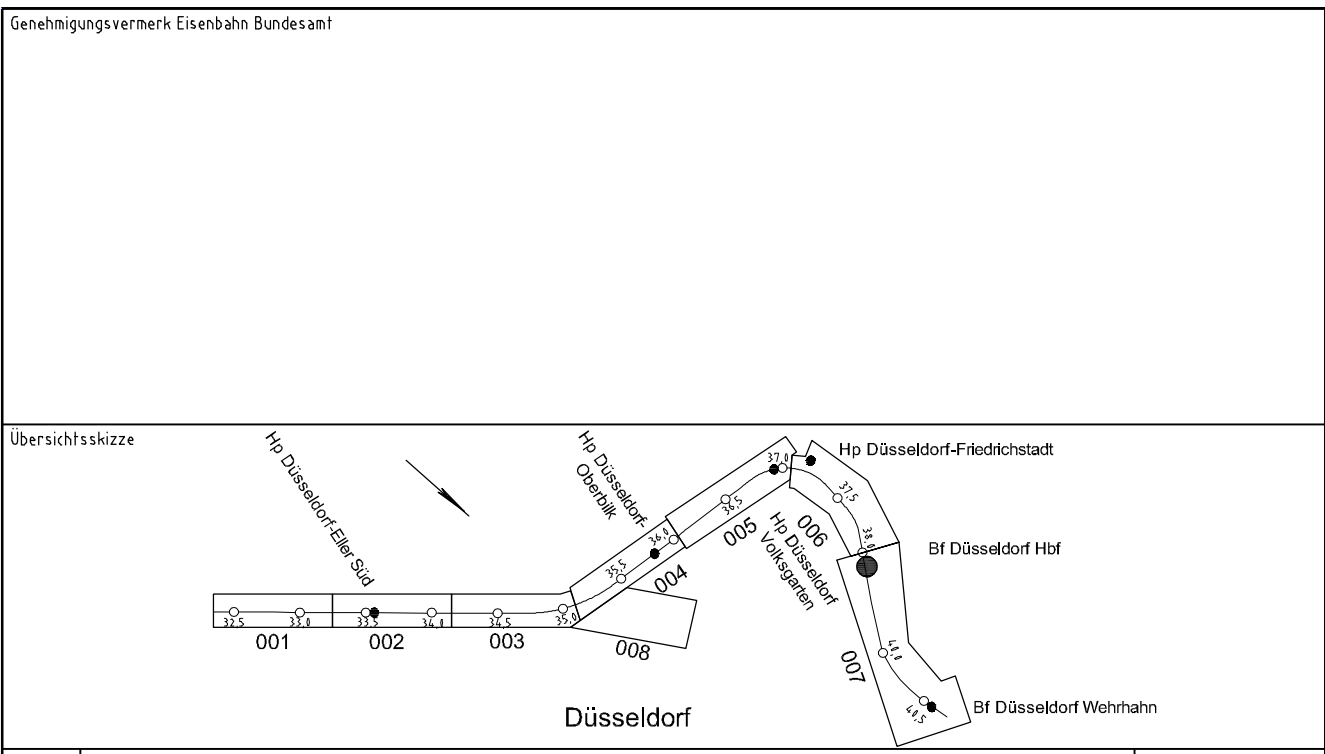 Genehmigungsvermerk Eisenbahn Bundesamt
Übersichtsskizze
Hp Düsseldorf-Eller Süd
Hp Düsseldorf-
Oberbilk
Hp Düsseldorf-Friedrichstadt
Hp Düsseldorf
Volksgarten
Bf Düsseldorf Hbf
Bf Düsseldorf Wehrhahn
32.5
33,0
33,5
34,0
34,5
35,0
35,5
36,0
36,5
37,0
37,5
38,0
40,0
40,5
001
002
003
004
005
006
007
008
Düsseldorf